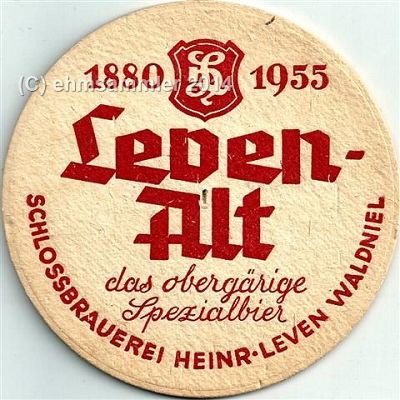 1880 1955
(C) ehmsammler 2014
Leven-
Alt
das obergärige
Spezialbier
SCHLOSSBRAUEREI HEINR·LEVEN WALDNIEL